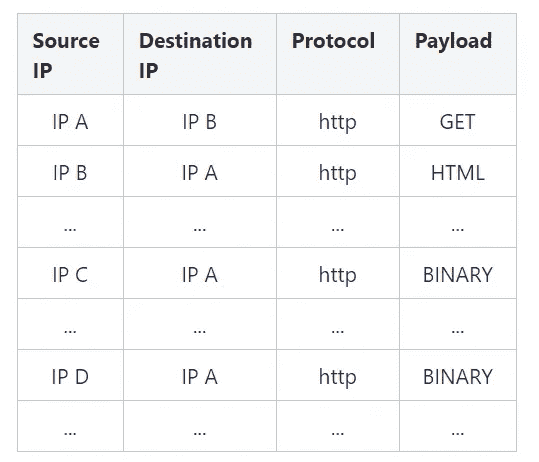 Source IP Destination IP Protocol Payload
IP A IP B http GET
IP B IP A http HTML
... ... ... ...
IP C IP A http BINARY
... ... ... ...
IP D IP A http BINARY
... ... ... ...